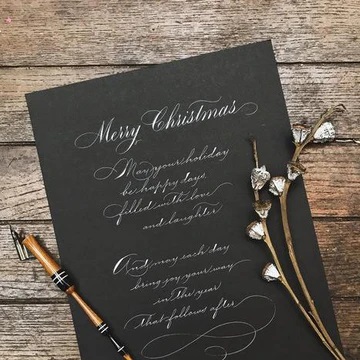 Merry Christmas
May your holiday
be happy days
filled with love
and laughter
And may each day
bring joy your way
in the year
that follows after